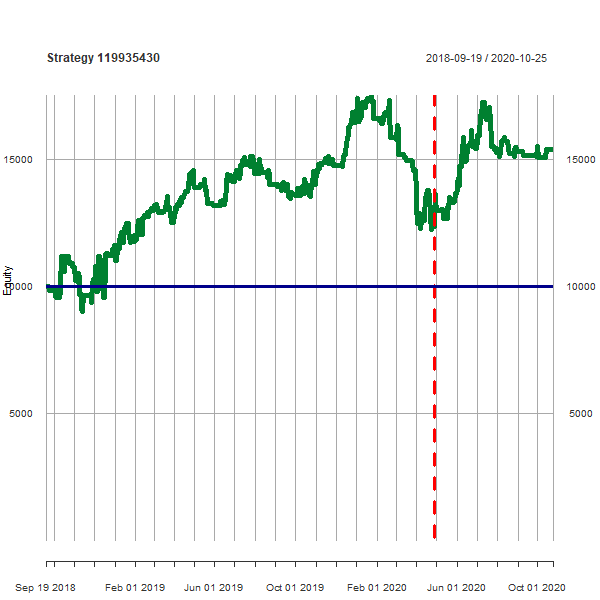 Strategy 119935430
2018-09-19 / 2020-10-25
15000
15000
Equity
10000
10000
5000
5000
Sep 19 2018
Feb 01 2019
Jun 01 2019
Oct 01 2019
Feb 01 2020
Jun 01 2020
Oct 01 2020